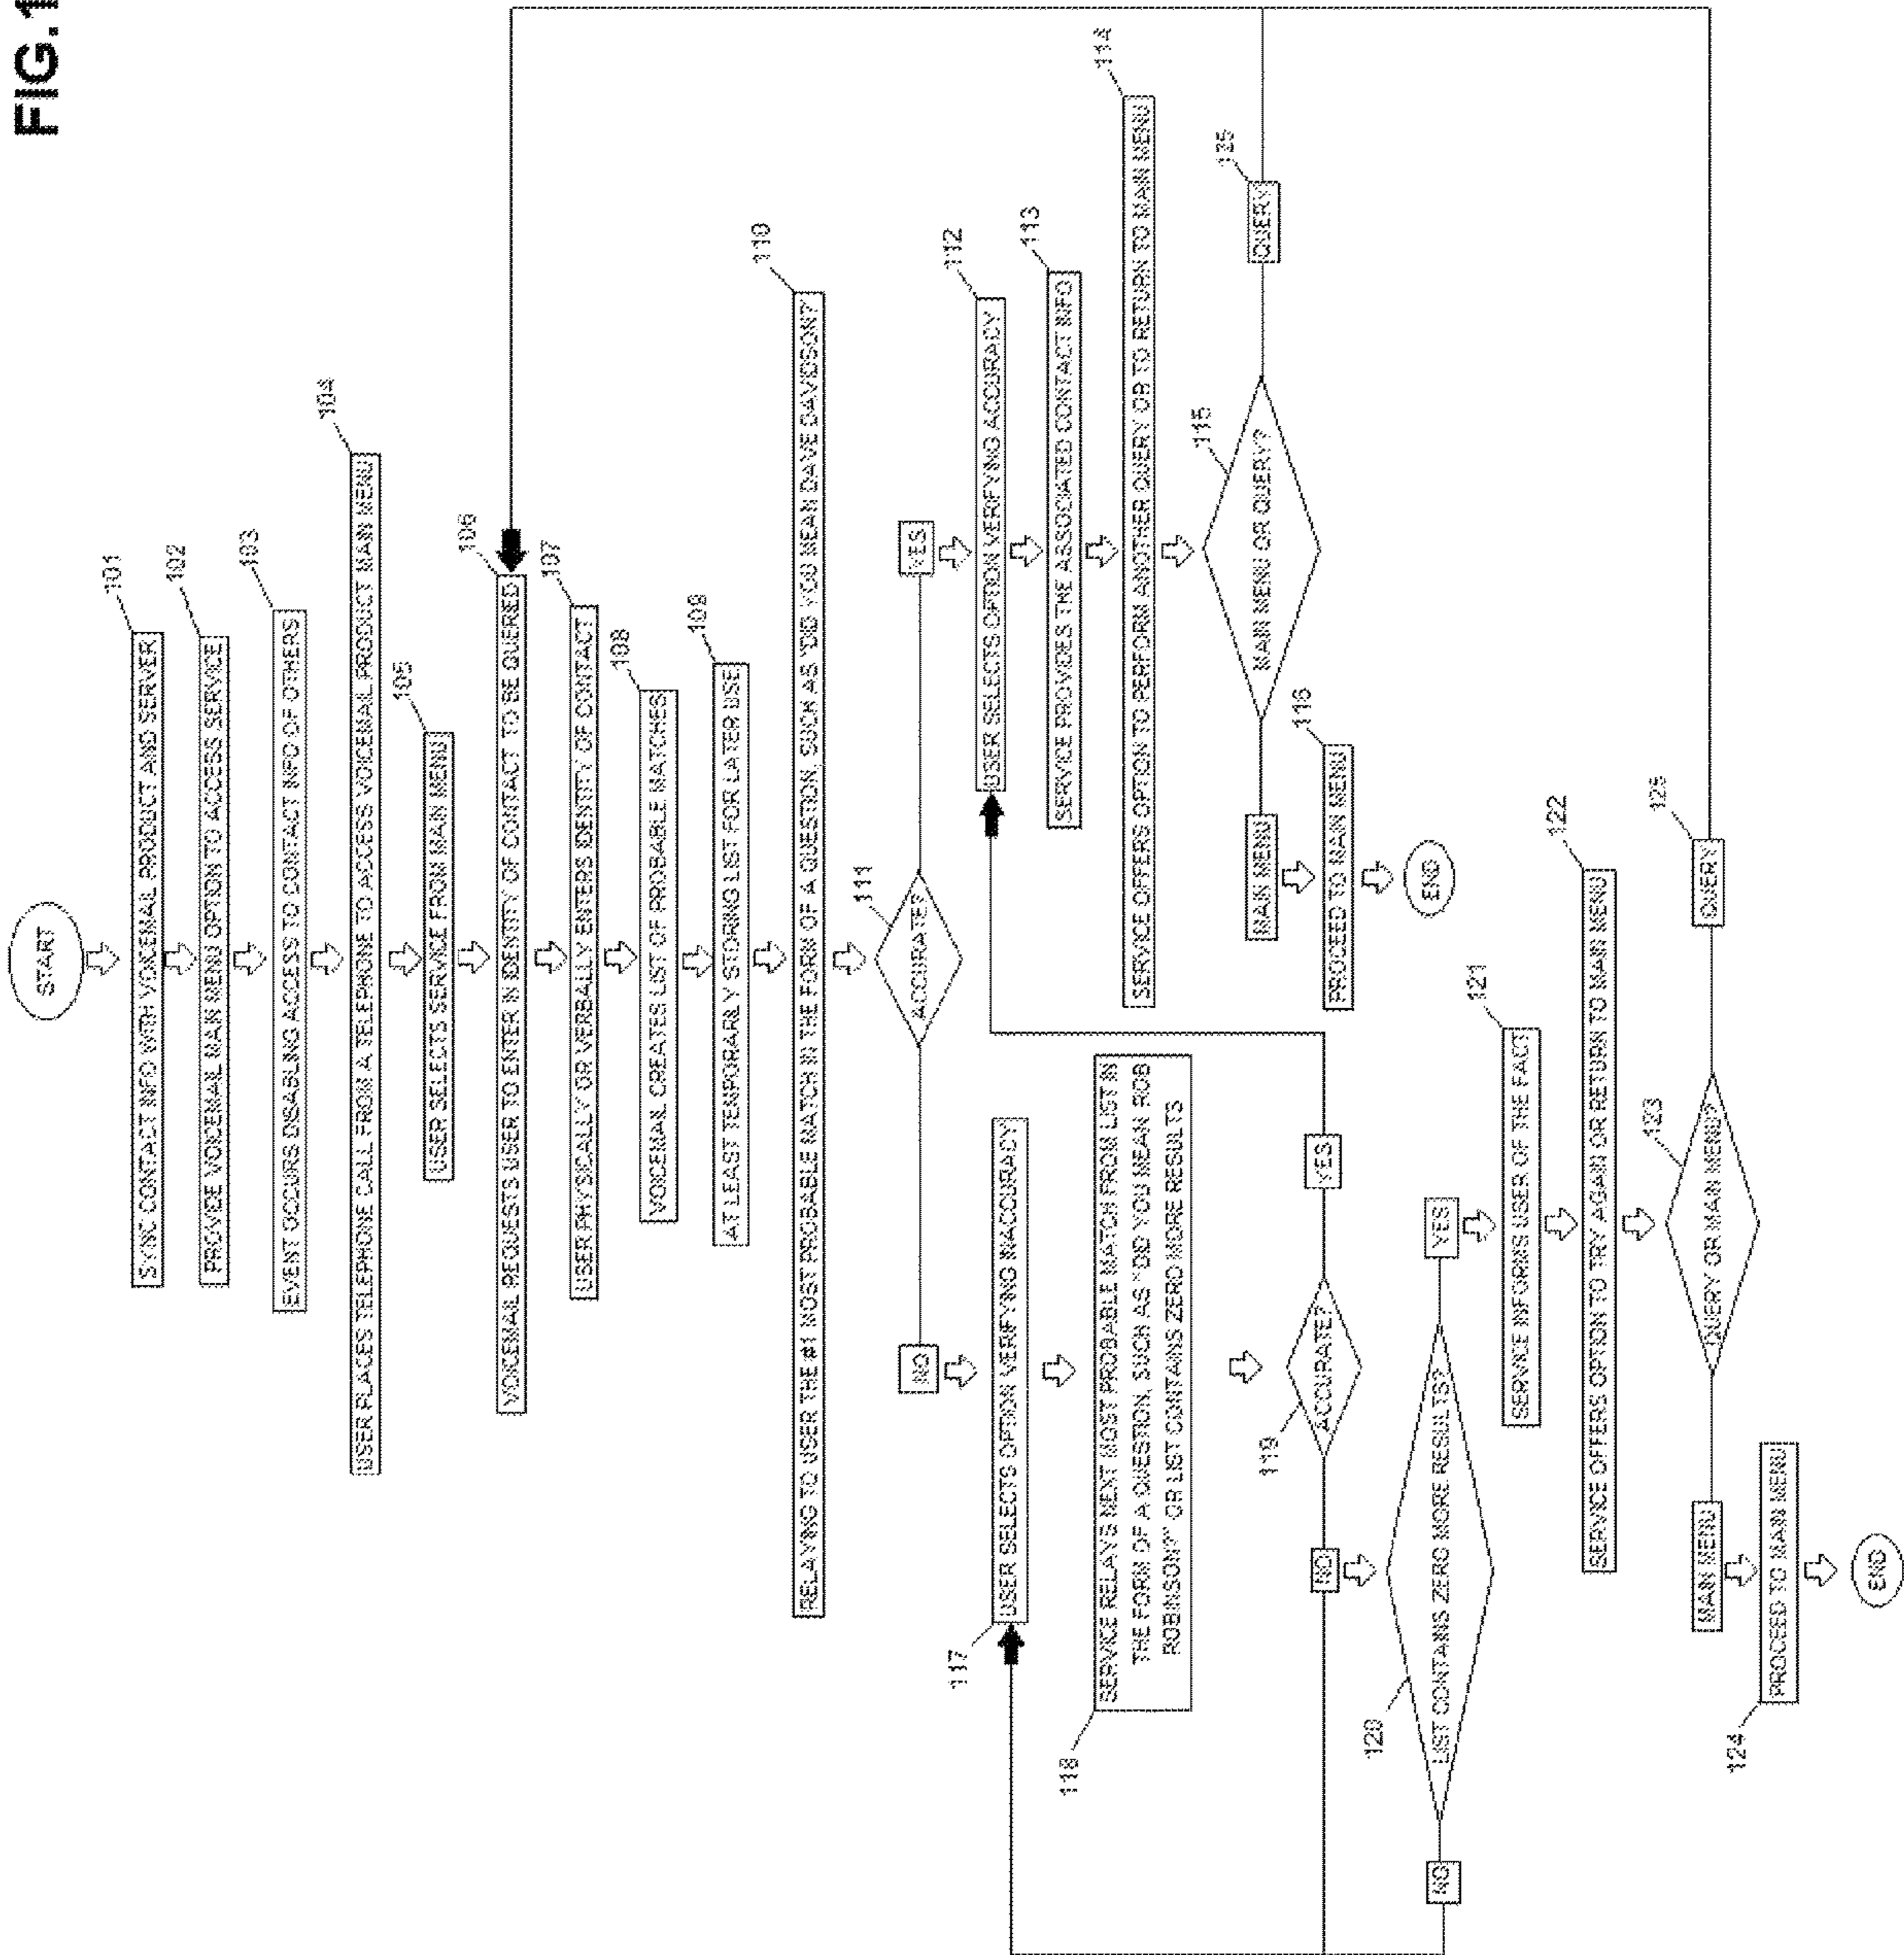 FIG.1
START
SYNC CONTACT INFO WITH VOICEMAIL PRODUCT AND SERVER
101
PROVIDE VOICEMAIL MAIN MENU OPTION TO ACCESS SERVICE
102
EVENT OCCURS DISABLING ACCESS TO CONTACT INFO OF OTHERS
103
USER PLACES TELEPHONE CALL FROM A TELEPHONE TO ACCESS VOICEMAIL PRODUCT MAIN MENU
104
USER SELECTS SERVICE FROM MAIN MENU
105
VOICEMAIL REQUESTS USER TO ENTER IN IDENTITY OF CONTACT TO BE QUERED
106
USER PHYSICALLY OR VERBALLY ENTERS IDENTITY OF CONTACT
107
VOICEMAIL CREATES LIST OF PROBABLE MATCHES
108
AT LEAST TEMPORARILY STORING LIST FOR LATER USE
109
RELAYING TO USER THE #1 MOST PROBABLE MATCH IN THE FORM OF A QUESTION, SUCH AS "DID YOU MEAN DAVE DAVIDSON?
110
ACCURATE?
111
NO
YES
117
USER SELECTS OPTION VERIFYING INACCURACY
USER SELECTS OPTION VERIFYING ACCURACY
112
SERVICE PROVIDES THE ASSOCIATED CONTACT INFO
113
118
SERVICE RELAYS NEXT MOST PROBABLE MATCH FROM LIST IN
THE FORM OF A QUESTION, SUCH AS "DID YOU MEAN ROB
ROBINSON?" OR LIST CONTAINS ZERO MORE RESULTS
SERVICE OFFERS OPTION TO PERFORM ANOTHER QUERY OR TO RETURN TO MAIN MENU
114
MAIN MENU OR QUERY?
115
MAIN MENU
QUERY
125
PROCEED TO MAIN MENU
116
END
119
ACCURATE?
NO
YES
120
LIST CONTAINS ZERO MORE RESULTS?
NO
YES
SERVICE INFORMS USER OF THE FACT
121
SERVICE OFFERS OPTION TO TRY AGAIN OR RETURN TO MAIN MENU
122
QUERY OR MAIN MENU?
123
MAIN MENU
QUERY
125
124
PROCEED TO MAIN MENU
END